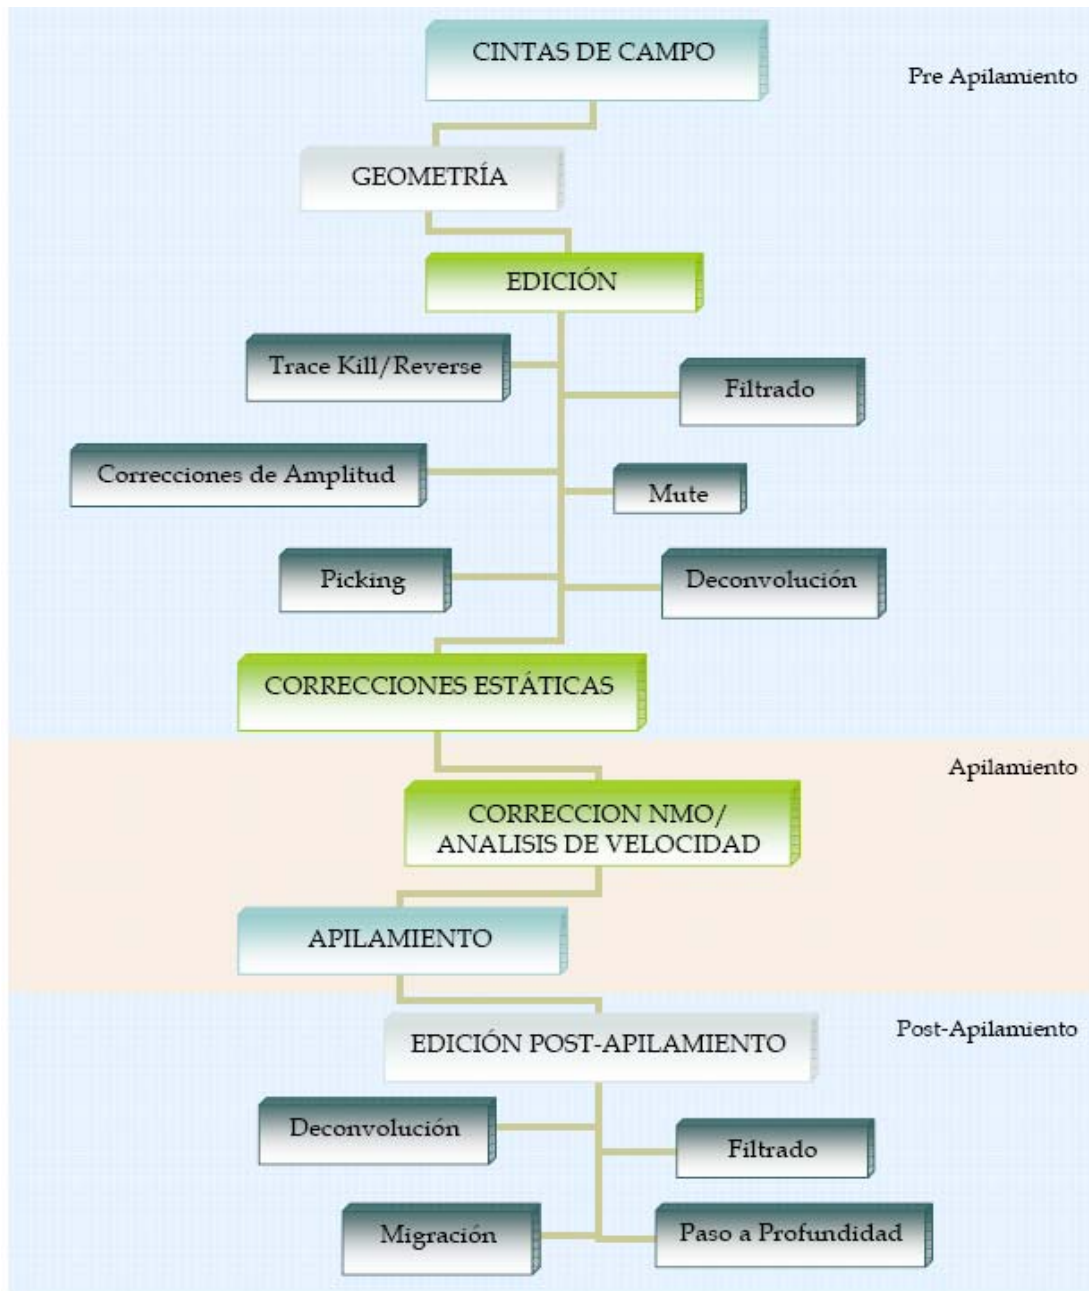 CINTAS DE CAMPO
Pre Apilamiento
GEOMETRÍA
EDICIÓN
Trace Kill/Reverse
Filtrado
Correcciones de Amplitud
Mute
Picking
Deconvolución
CORRECCIONES ESTÁTICAS
Apilamiento
CORRECCION NMO/
ANALISIS DE VELOCIDAD
APILAMIENTO
Post-Apilamiento
EDICIÓN POST-APILAMIENTO
Deconvolución
Filtrado
Migración
Paso a Profundidad